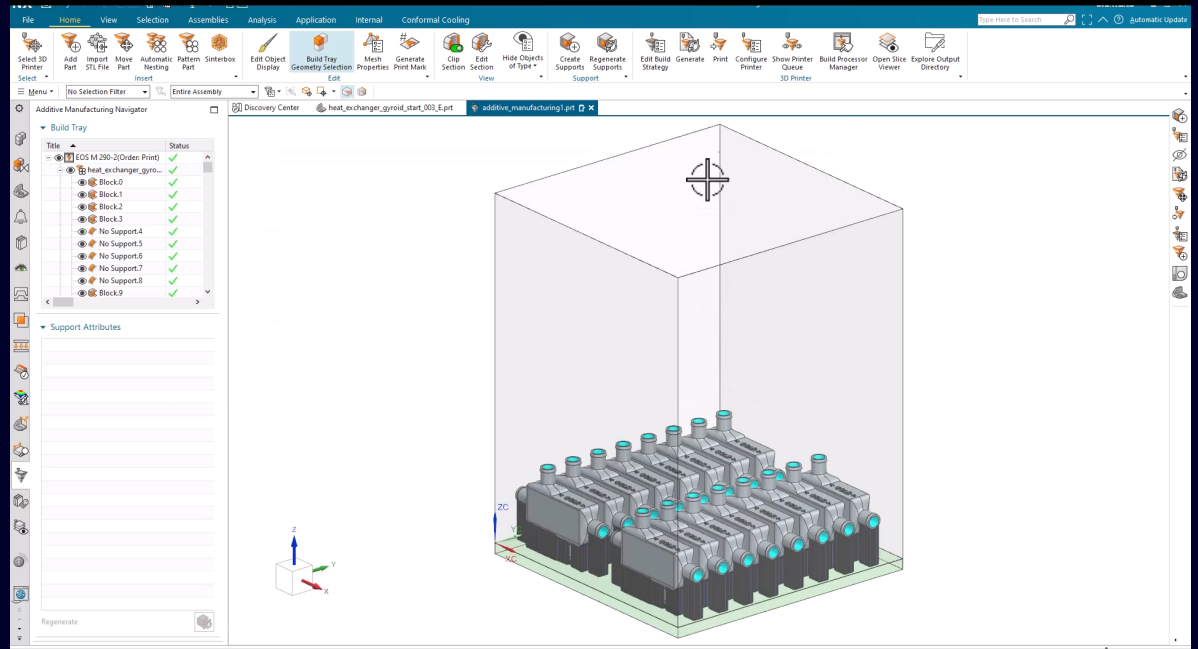 File Home View Selection Assemblies Analysis Application Internal Conformal Cooling Type Here to Search Automatic Update
Select 3D Printer
Add Part
Import STL File
Move Part
Automatic Nesting
Pattern Part
Sinterbox
Edit Object Display
Build Tray Geometry Selection
Mesh Properties
Generate Print Mark
Clip Section
Edit Section
Hide Objects of Type
Create Supports
Regenerate Supports
Edit Build Strategy
Generate
Print
Configure Printer
Show Printer Queue
Build Processor Manager
Open Slice Viewer
Explore Output Directory
Select Insert Edit View Support 3D Printer
Menu No Selection Filter Entire Assembly
Additive Manufacturing Navigator
Discovery Center heat_exchanger_gyroid_start_003_E.prt additive_manufacturing1.prt
Build Tray
Title Status
EOS M 290-2(Order: Print)
heat_exchanger_gyro...
Block.0
Block.1
Block.2
Block.3
No Support.4
No Support.5
No Support.6
No Support.7
No Support.8
Block.9
Support Attributes
ZC
YC
XC
Z
Y
X
Regenerate